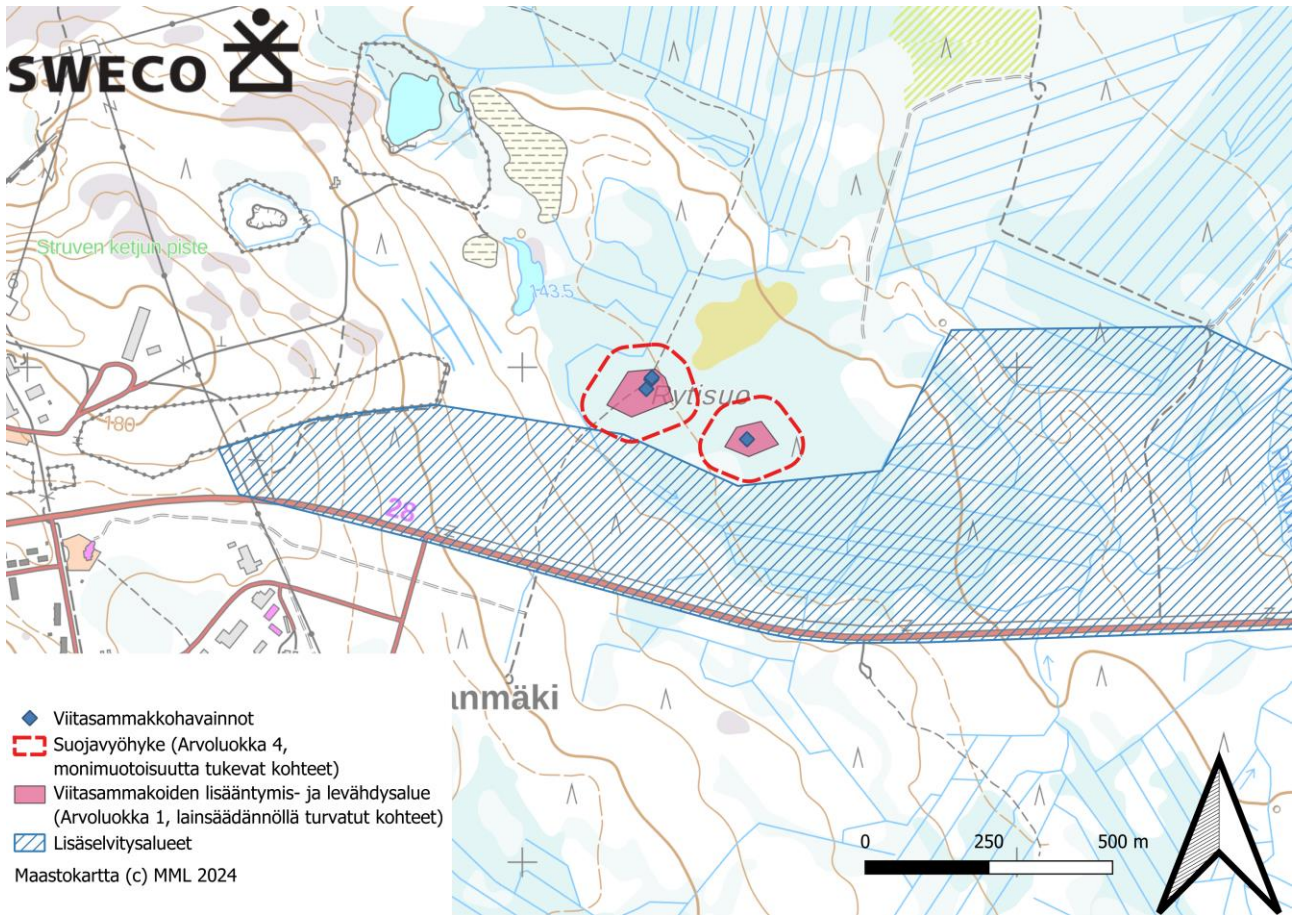 SWECO
Struven ketjun piste
143.5
Rytisuo
180
28
anmäki
Viitasammakkohavainnot
Suojavyöhyke (Arvoluokka 4,
monimuotoisuutta tukevat kohteet)
Viitasammakoiden lisääntymis- ja levähdysalue
(Arvoluokka 1, lainsäädännöllä turvatut kohteet)
Lisäselvitysalueet
Maastokartta (c) MML 2024
0 250 500 m